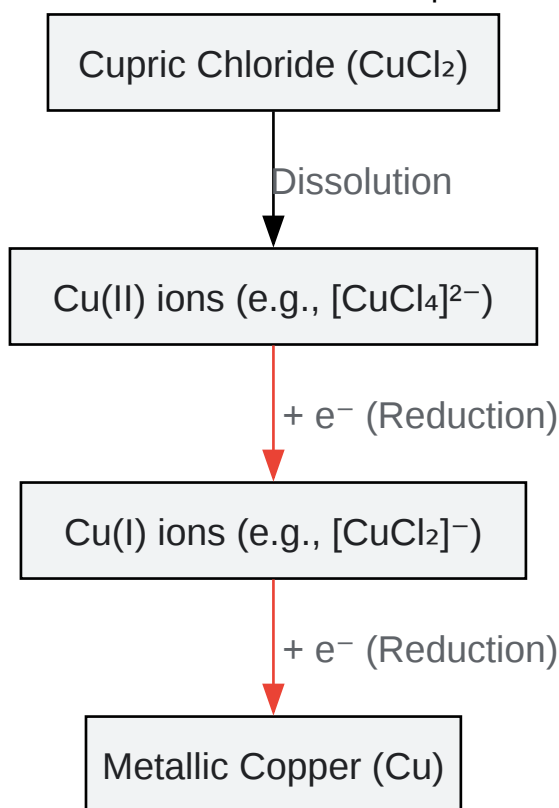 Cupric Chloride (CuCl₂)
Dissolution
Cu(II) ions (e.g., [CuCl₄]²⁻)
+ e⁻ (Reduction)
Cu(I) ions (e.g., [CuCl₂]⁻)
+ e⁻ (Reduction)
Metallic Copper (Cu)